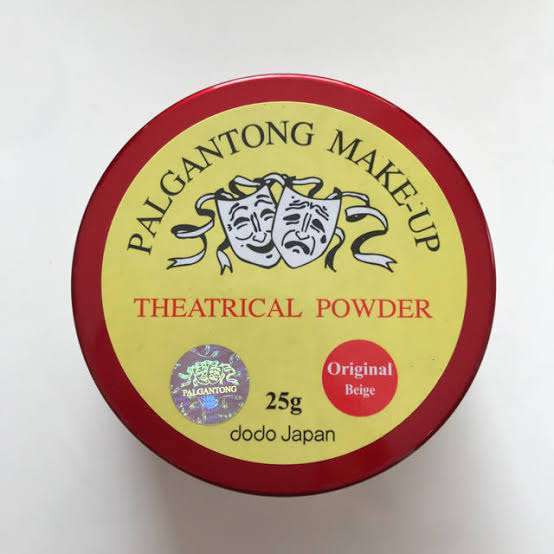 PALGANTONG MAKE-UP
THEATRICAL POWDER
PALGANTONG
Original
Beige
25g
dodo Japan